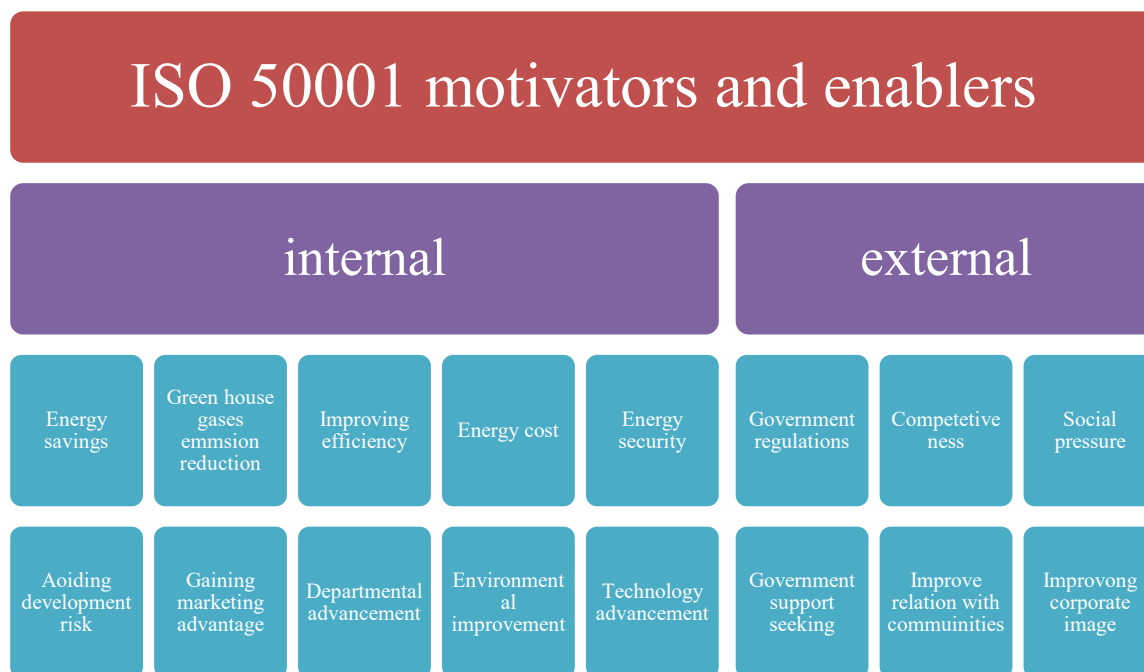 ISO 50001 motivators and enablers
internal
external
Energy
savings
Green house
gases
emmsion
reduction
Improving
efficiency
Energy cost
Energy
security
Government
regulations
Competetive
ness
Social
pressure
Aoiding
development
risk
Gaining
marketing
advantage
Departmental
advancement
Environment
al
improvement
Technology
advancement
Government
support
seeking
Improve
relation with
commuinities
Improvong
corporate
image